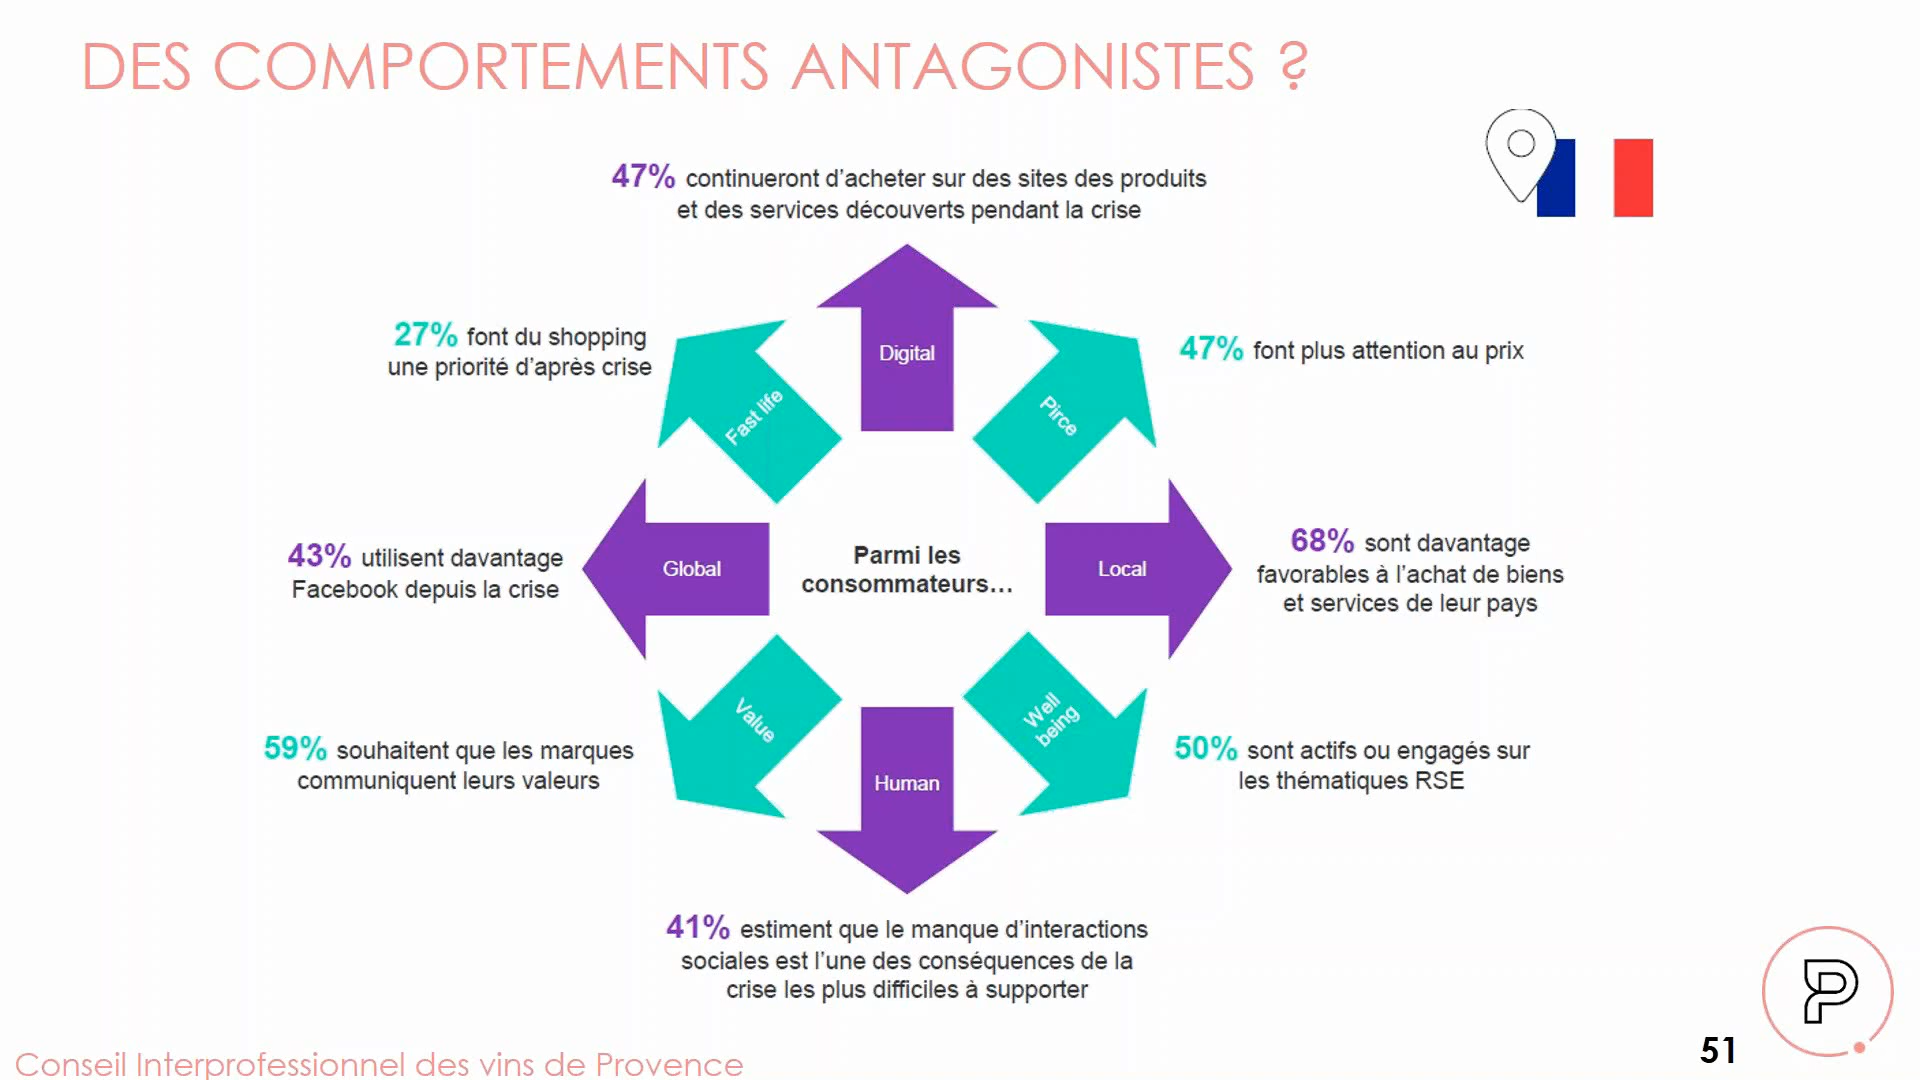 DES COMPORTEMENTS ANTAGONISTES ?
47% continueront d'acheter sur des sites des produits
et des services découverts pendant la crise
27% font du shopping
une priorité d'après crise
Digital
47% font plus attention au prix
Fast life
Pirce
43% utilisent davantage
Facebook depuis la crise
Global
Parmi les
consommateurs...
Local
68% sont davantage
favorables à l'achat de biens
et services de leur pays
Value
Well
being
59% souhaitent que les marques
communiquent leurs valeurs
Human
50% sont actifs ou engagés sur
les thématiques RSE
41% estiment que le manque d'interactions
sociales est l'une des conséquences de la
crise les plus difficiles à supporter
P
51
Conseil Interprofessionnel des vins de Provence